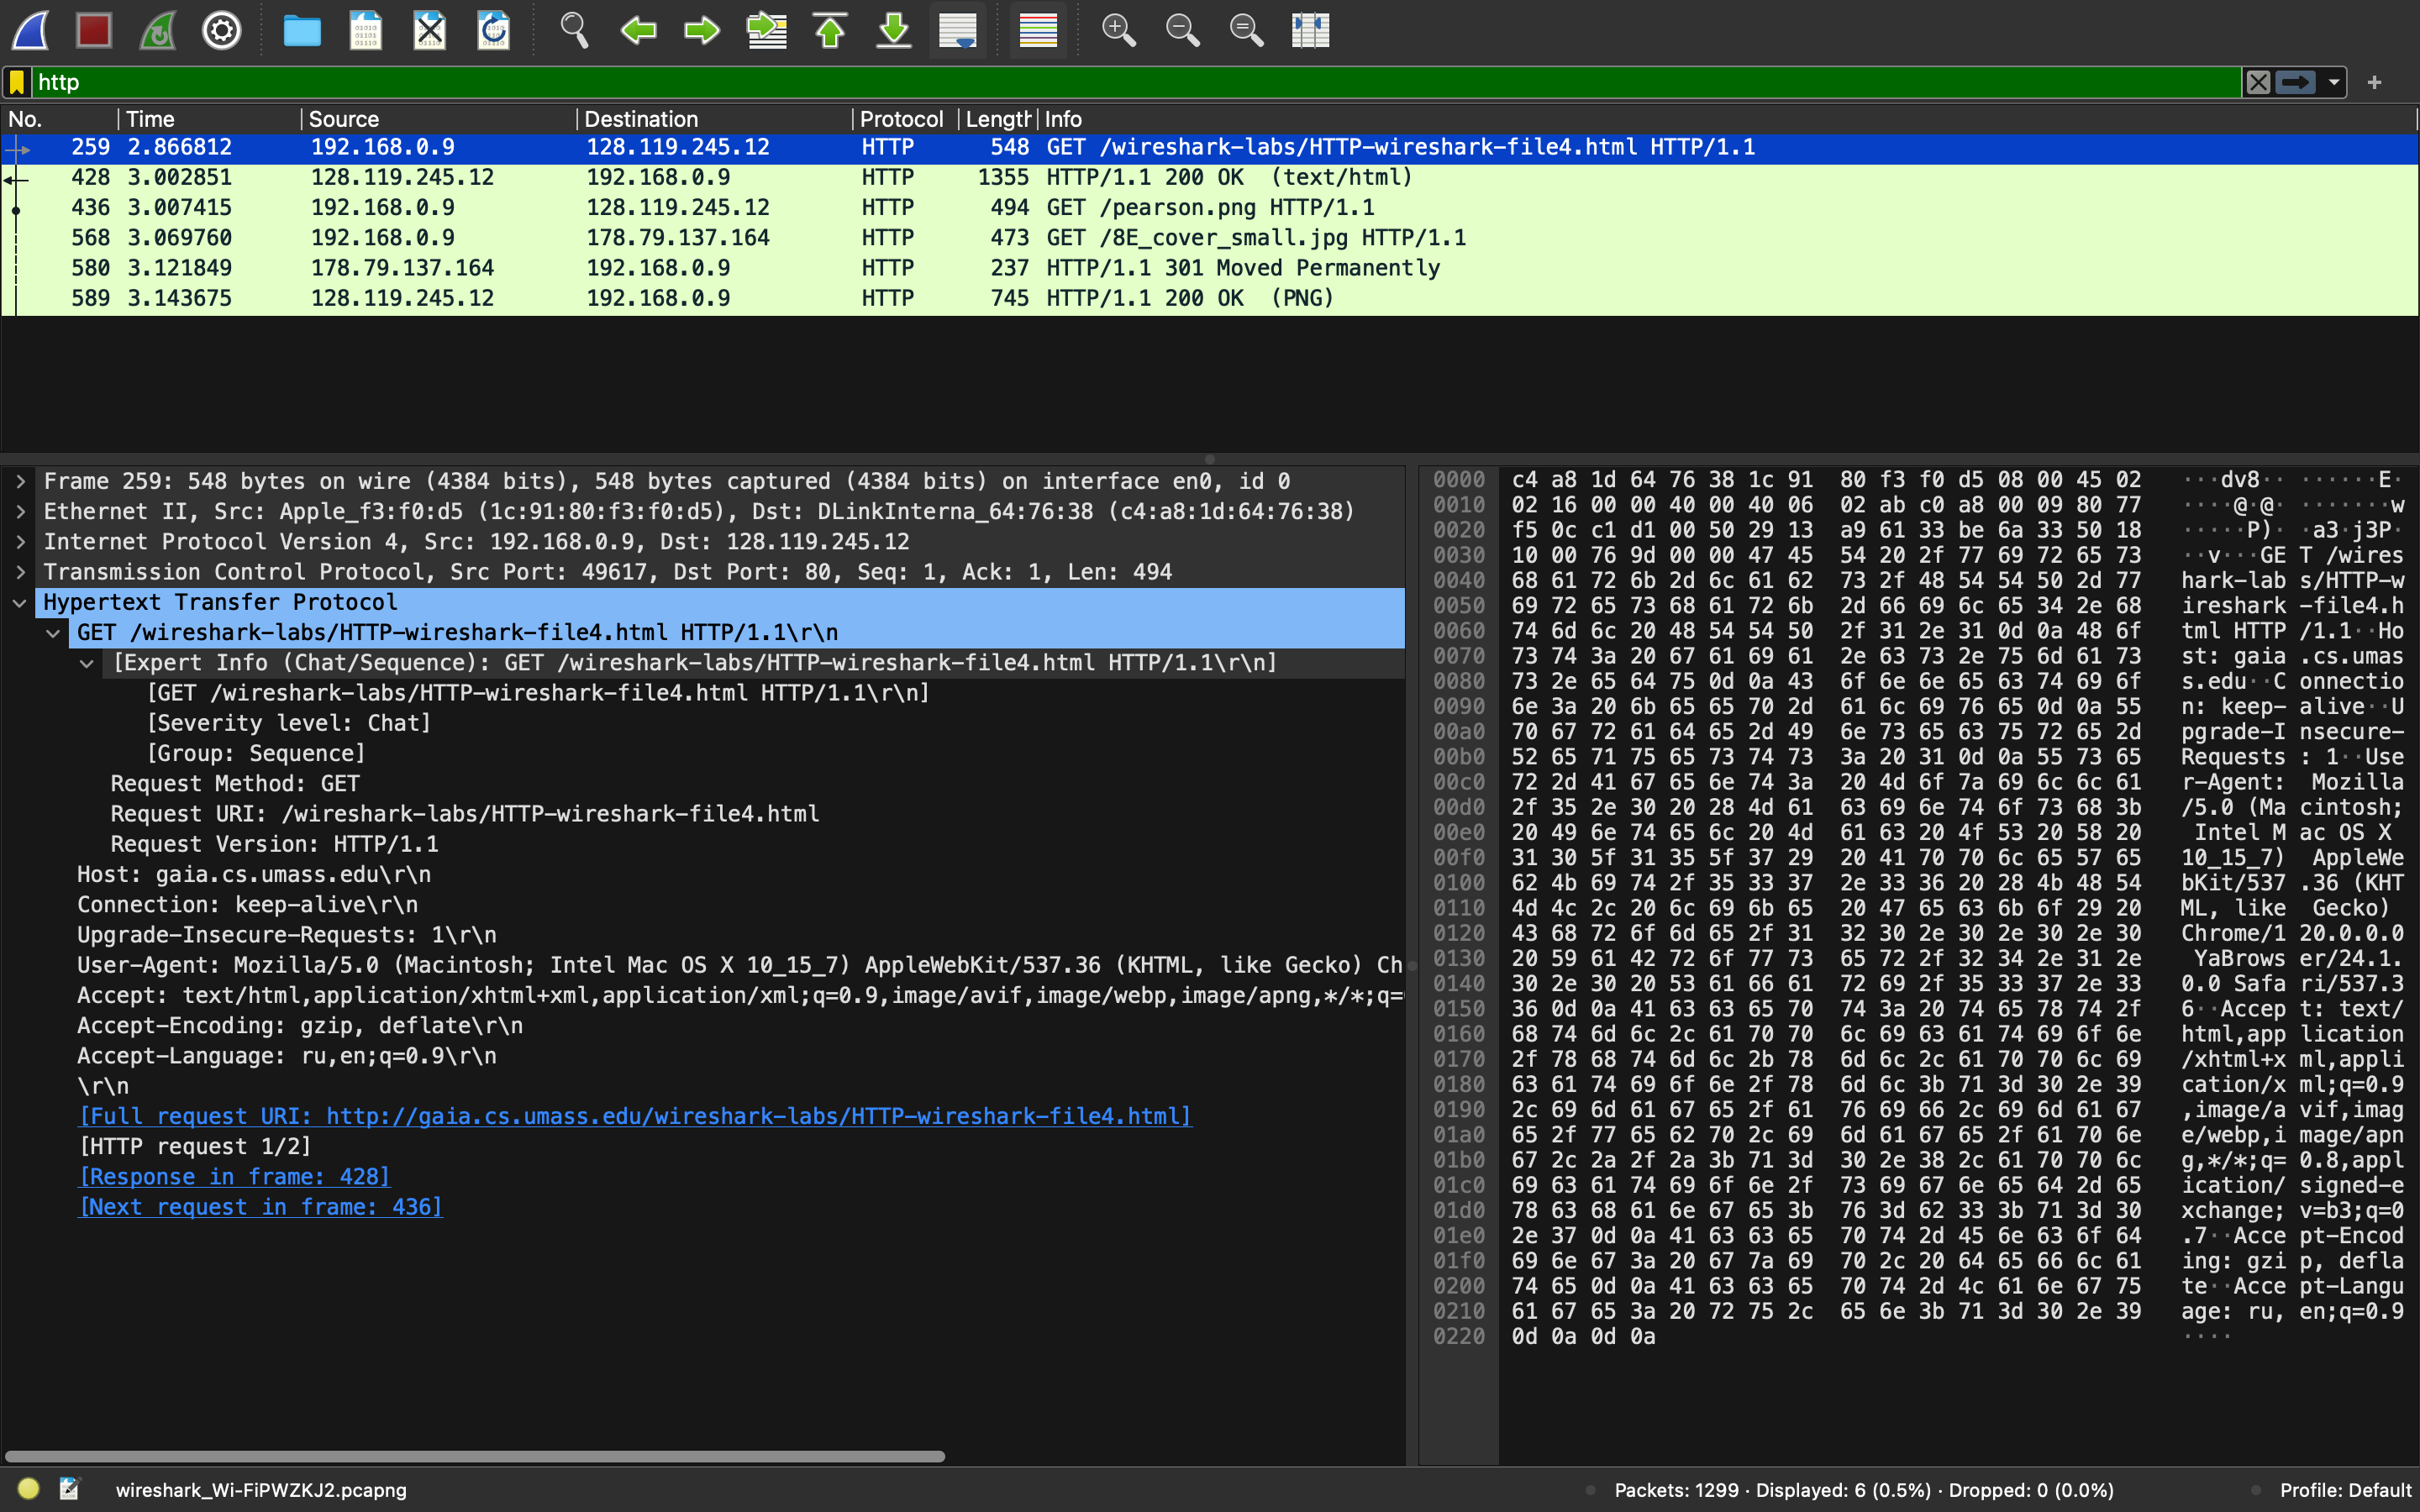 http
No. Time Source Destination Protocol Length Info
259 2.866812 192.168.0.9 128.119.245.12 HTTP 548 GET /wireshark-labs/HTTP-wireshark-file4.html HTTP/1.1
428 3.002851 128.119.245.12 192.168.0.9 HTTP 1355 HTTP/1.1 200 OK (text/html)
436 3.007415 192.168.0.9 128.119.245.12 HTTP 494 GET /pearson.png HTTP/1.1
568 3.069760 192.168.0.9 178.79.137.164 HTTP 473 GET /8E_cover_small.jpg HTTP/1.1
580 3.121849 178.79.137.164 192.168.0.9 HTTP 237 HTTP/1.1 301 Moved Permanently
589 3.143675 128.119.245.12 192.168.0.9 HTTP 745 HTTP/1.1 200 OK (PNG)
Frame 259: 548 bytes on wire (4384 bits), 548 bytes captured (4384 bits) on interface en0, id 0
Ethernet II, Src: Apple_f3:f0:d5 (1c:91:80:f3:f0:d5), Dst: DLinkInterna_64:76:38 (c4:a8:1d:64:76:38)
Internet Protocol Version 4, Src: 192.168.0.9, Dst: 128.119.245.12
Transmission Control Protocol, Src Port: 49617, Dst Port: 80, Seq: 1, Ack: 1, Len: 494
Hypertext Transfer Protocol
GET /wireshark-labs/HTTP-wireshark-file4.html HTTP/1.1\r\n
[Expert Info (Chat/Sequence): GET /wireshark-labs/HTTP-wireshark-file4.html HTTP/1.1\r\n]
[GET /wireshark-labs/HTTP-wireshark-file4.html HTTP/1.1\r\n]
[Severity level: Chat]
[Group: Sequence]
Request Method: GET
Request URI: /wireshark-labs/HTTP-wireshark-file4.html
Request Version: HTTP/1.1
Host: gaia.cs.umass.edu\r\n
Connection: keep-alive\r\n
Upgrade-Insecure-Requests: 1\r\n
User-Agent: Mozilla/5.0 (Macintosh; Intel Mac OS X 10_15_7) AppleWebKit/537.36 (KHTML, like Gecko) Ch
Accept: text/html,application/xhtml+xml,application/xml;q=0.9,image/avif,image/webp,image/apng,*/*;q=
Accept-Encoding: gzip, deflate\r\n
Accept-Language: ru,en;q=0.9\r\n
\r\n
[Full request URI: http://gaia.cs.umass.edu/wireshark-labs/HTTP-wireshark-file4.html]
[HTTP request 1/2]
[Response in frame: 428]
[Next request in frame: 436]
0000 c4 a8 1d 64 76 38 1c 91 80 f3 f0 d5 08 00 45 02 ···dv8·· ······E·
0010 02 16 00 00 40 00 40 06 02 ab c0 a8 00 09 80 77 ····@·@· ·······w
0020 f5 0c c1 d1 00 50 29 13 a9 61 33 be 6a 33 50 18 ·····P)· ·a3·j3P·
0030 10 00 76 9d 00 00 47 45 54 20 2f 77 69 72 65 73 ··v···GE T /wires
0040 68 61 72 6b 2d 6c 61 62 73 2f 48 54 54 50 2d 77 hark-lab s/HTTP-w
0050 69 72 65 73 68 61 72 6b 2d 66 69 6c 65 34 2e 68 ireshark -file4.h
0060 74 6d 6c 20 48 54 54 50 2f 31 2e 31 0d 0a 48 6f tml HTTP /1.1··Ho
0070 73 74 3a 20 67 61 69 61 2e 63 73 2e 75 6d 61 73 st: gaia .cs.umas
0080 73 2e 65 64 75 0d 0a 43 6f 6e 6e 65 63 74 69 6f s.edu··C onnectio
0090 6e 3a 20 6b 65 65 70 2d 61 6c 69 76 65 0d 0a 55 n: keep- alive··U
00a0 70 67 72 61 64 65 2d 49 6e 73 65 63 75 72 65 2d pgrade-I nsecure-
00b0 52 65 71 75 65 73 74 73 3a 20 31 0d 0a 55 73 65 Requests : 1··Use
00c0 72 2d 41 67 65 6e 74 3a 20 4d 6f 7a 69 6c 6c 61 r-Agent: Mozilla
00d0 2f 35 2e 30 20 28 4d 61 63 69 6e 74 6f 73 68 3b /5.0 (Ma cintosh;
00e0 20 49 6e 74 65 6c 20 4d 61 63 20 4f 53 20 58 20 Intel M ac OS X
00f0 31 30 5f 31 35 5f 37 29 20 41 70 70 6c 65 57 65 10_15_7) AppleWe
0100 62 4b 69 74 2f 35 33 37 2e 33 36 20 28 4b 48 54 bKit/537 .36 (KHT
0110 4d 4c 2c 20 6c 69 6b 65 20 47 65 63 6b 6f 29 20 ML, like Gecko)
0120 43 68 72 6f 6d 65 2f 31 32 30 2e 30 2e 30 2e 30 Chrome/1 20.0.0.0
0130 20 59 61 42 72 6f 77 73 65 72 2f 32 34 2e 31 2e YaBrows er/24.1.
0140 30 2e 30 20 53 61 66 61 72 69 2f 35 33 37 2e 33 0.0 Safa ri/537.3
0150 36 0d 0a 41 63 63 65 70 74 3a 20 74 65 78 74 2f 6··Accep t: text/
0160 68 74 6d 6c 2c 61 70 70 6c 69 63 61 74 69 6f 6e html,app lication
0170 2f 78 68 74 6d 6c 2b 78 6d 6c 2c 61 70 70 6c 69 /xhtml+x ml,appli
0180 63 61 74 69 6f 6e 2f 78 6d 6c 3b 71 3d 30 2e 39 cation/x ml;q=0.9
0190 2c 69 6d 61 67 65 2f 61 76 69 66 2c 69 6d 61 67 ,image/a vif,imag
01a0 65 2f 77 65 62 70 2c 69 6d 61 67 65 2f 61 70 6e e/webp,i mage/apn
01b0 67 2c 2a 2f 2a 3b 71 3d 30 2e 38 2c 61 70 70 6c g,*/*;q= 0.8,appl
01c0 69 63 61 74 69 6f 6e 2f 73 69 67 6e 65 64 2d 65 ication/ signed-e
01d0 78 63 68 61 6e 67 65 3b 76 3d 62 33 3b 71 3d 30 xchange; v=b3;q=0
01e0 2e 37 0d 0a 41 63 63 65 70 74 2d 45 6e 63 6f 64 .7··Acce pt-Encod
01f0 69 6e 67 3a 20 67 7a 69 70 2c 20 64 65 66 6c 61 ing: gzi p, defla
0200 74 65 0d 0a 41 63 63 65 70 74 2d 4c 61 6e 67 75 te··Acce pt-Langu
0210 61 67 65 3a 20 72 75 2c 65 6e 3b 71 3d 30 2e 39 age: ru, en;q=0.9
0220 0d 0a 0d 0a ····
wireshark_Wi-FiPWZKJ2.pcapng Packets: 1299 · Displayed: 6 (0.5%) · Dropped: 0 (0.0%) Profile: Default